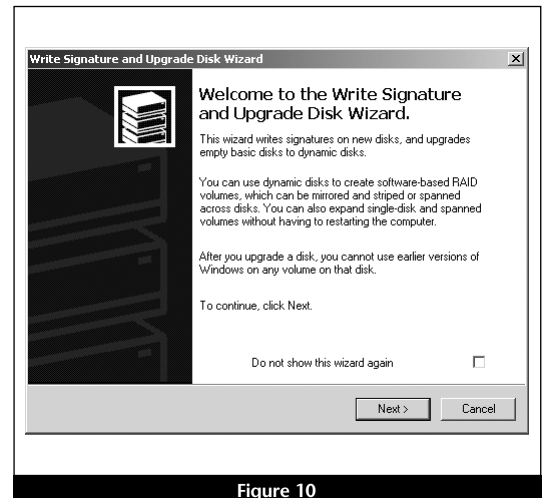 Write Signature and Upgrade Disk Wizard
Welcome to the Write Signature
and Upgrade Disk Wizard.
This wizard writes signatures on new disks, and upgrades
empty basic disks to dynamic disks.
You can use dynamic disks to create software-based RAID
volumes, which can be mirrored and striped or spanned
across disks. You can also expand single-disk and spanned
volumes without having to restarting the computer.
After you upgrade a disk, you cannot use earlier versions of
Windows on any volume on that disk.
To continue, click Next.
Do not show this wizard again
Next >
Cancel
Figure 10